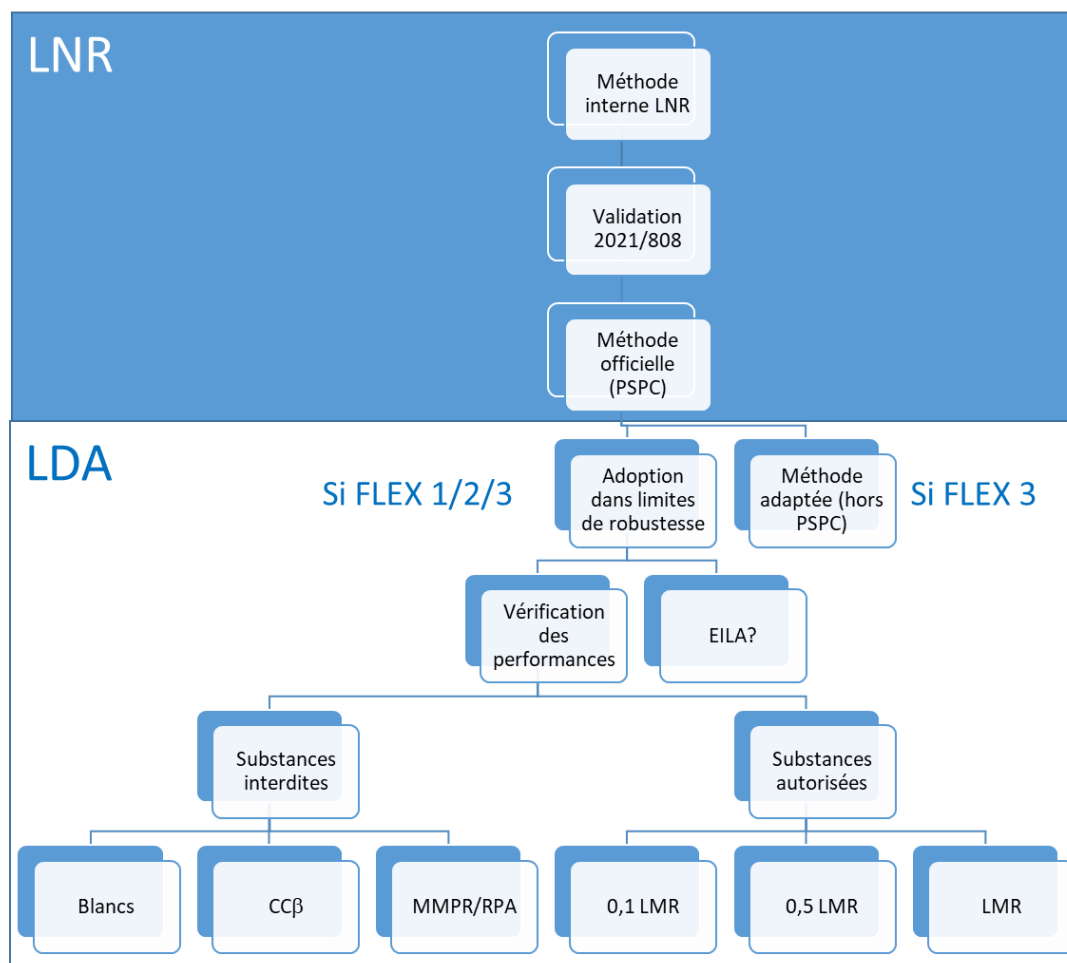 LNR
Méthode
interne LNR
Validation
2021/808
Méthode
officielle
(PSPC)
LDA
Si FLEX 1/2/3
Adoption
dans limites
de robustesse
Méthode
adaptée (hors
PSPC)
Si FLEX 3
Vérification
des
performances
EILA?
Substances
interdites
Substances
autorisées
Blancs
CCβ
MMPR/RPA
0,1 LMR
0,5 LMR
LMR